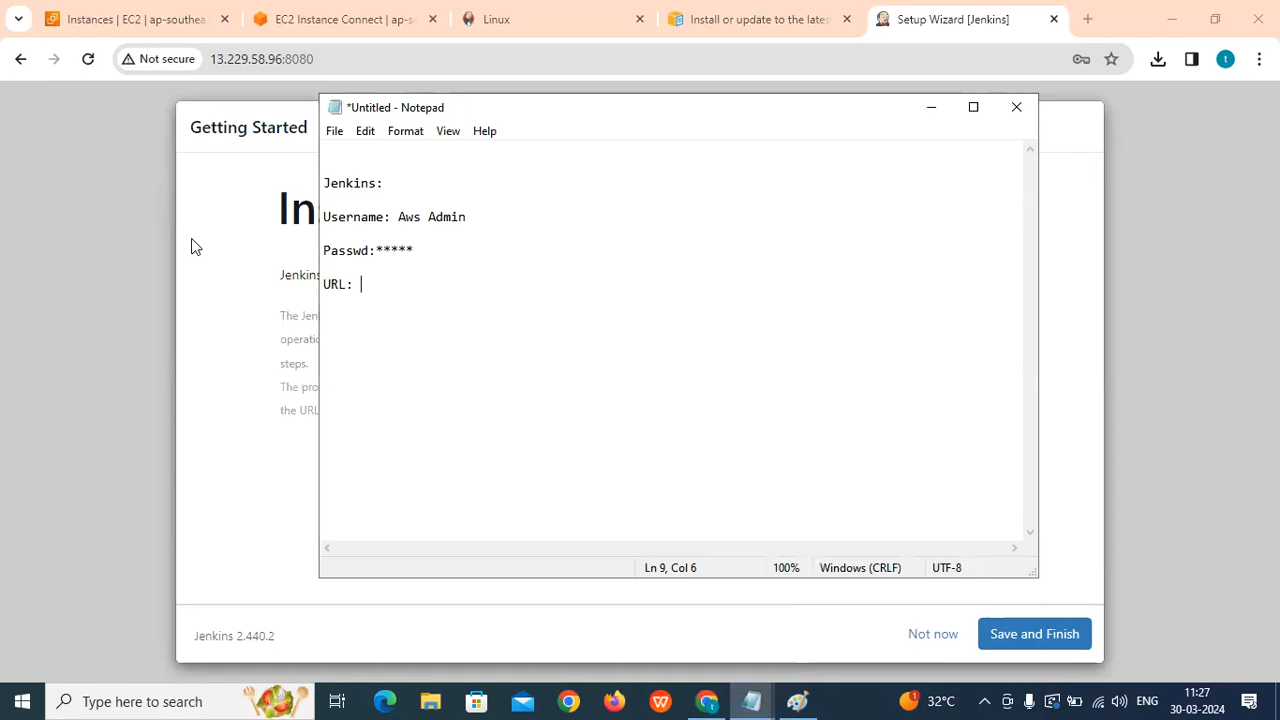 Instances | EC2 | ap-southea
EC2 Instance Connect | ap-s
Linux
Install or update to the lates
Setup Wizard [Jenkins]
Not secure
13.229.58.96:8080
t
Getting Started
*Untitled - Notepad
File Edit Format View Help
In
Jenkins:
Username: Aws Admin
Passwd:*****
Jenkins
URL:
The Jen
operatio
steps.
The pro
the URL
Ln 9, Col 6
100%
Windows (CRLF)
UTF-8
Jenkins 2.440.2
Not now
Save and Finish
Type here to search
32°C
ENG
11:27
30-03-2024